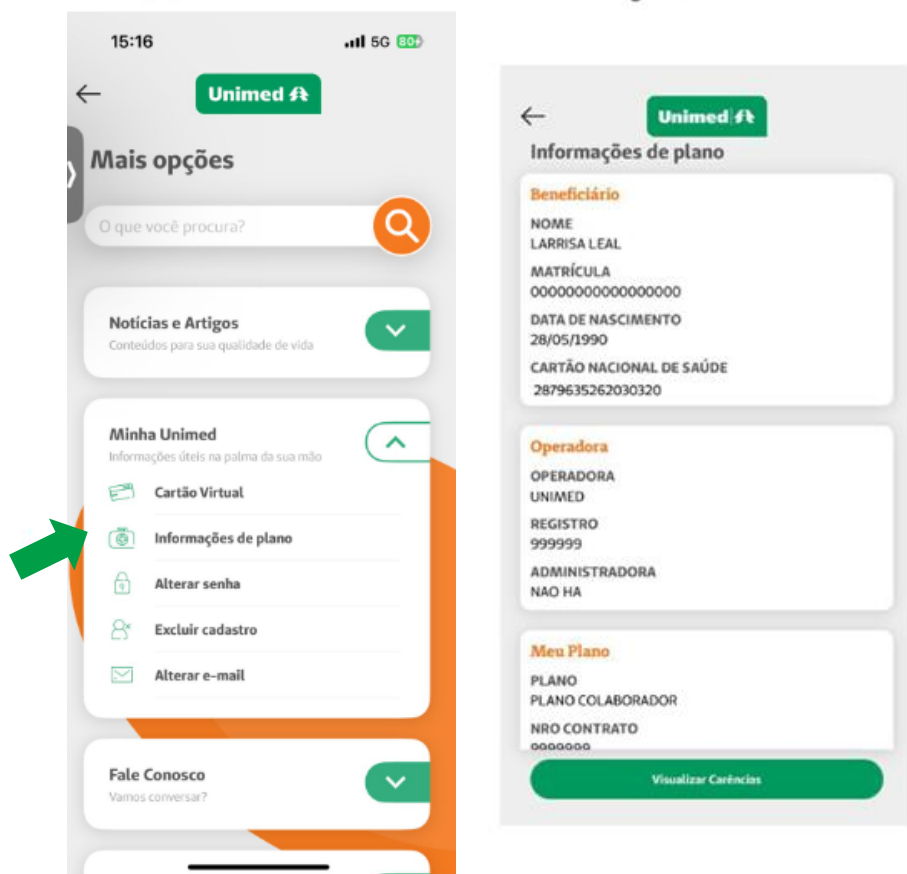 15:16
5G 80
Unimed
Mais opções
O que você procura?
Notícias e Artigos
Conteúdos para sua qualidade de vida
Minha Unimed
Informações úteis na palma da sua mão
Cartão Virtual
Informações de plano
Alterar senha
Excluir cadastro
Alterar e-mail
Fale Conosco
Vamos conversar?
Unimed
Informações de plano
Beneficiário
NOME
LARRISA LEAL
MATRÍCULA
00000000000000000
DATA DE NASCIMENTO
28/05/1990
CARTÃO NACIONAL DE SAÚDE
2879635262030320
Operadora
OPERADORA
UNIMED
REGISTRO
999999
ADMINISTRADORA
NAO HA
Meu Plano
PLANO
PLANO COLABORADOR
NRO CONTRATO
9999999
Visualizar Carências